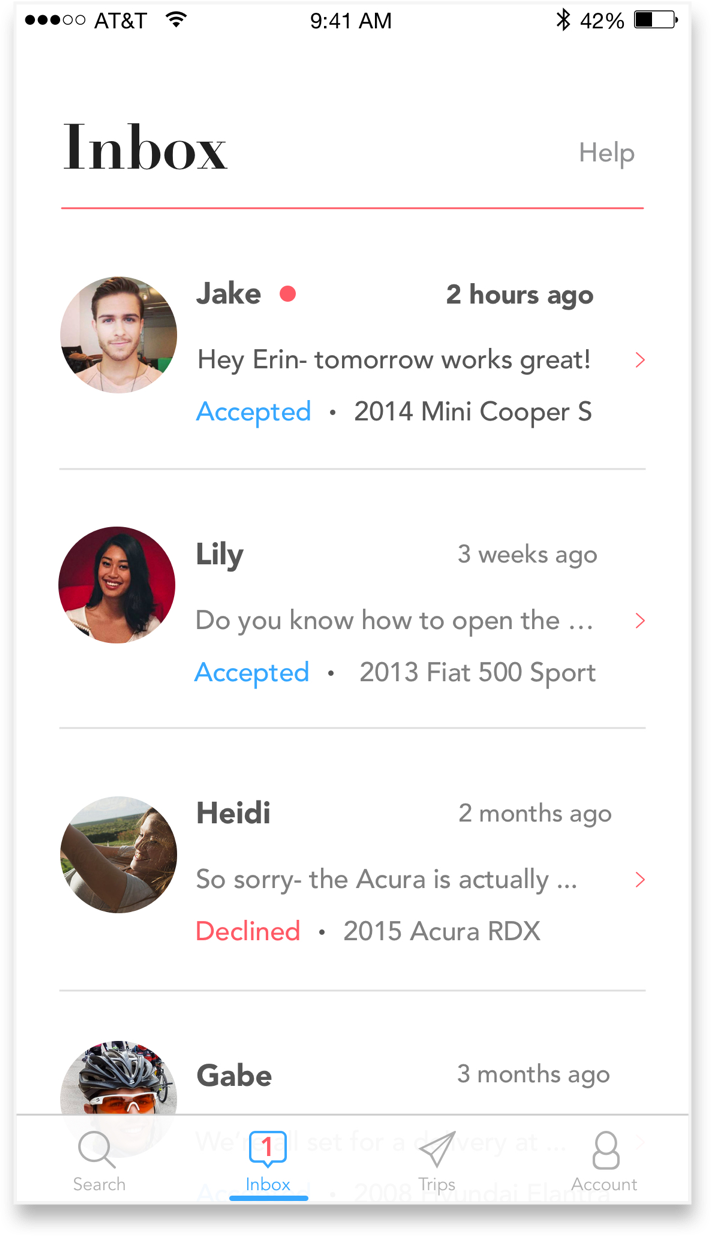 AT&T 9:41 AM 42%
Inbox
Help
Jake 2 hours ago
Hey Erin- tomorrow works great!
Accepted • 2014 Mini Cooper S
Lily 3 weeks ago
Do you know how to open the ...
Accepted • 2013 Fiat 500 Sport
Heidi 2 months ago
So sorry- the Acura is actually ...
Declined • 2015 Acura RDX
Gabe 3 months ago
We're all set for a delivery at ...
Accepted • 2008 Hyundai Elantra
1
Search Inbox Trips Account